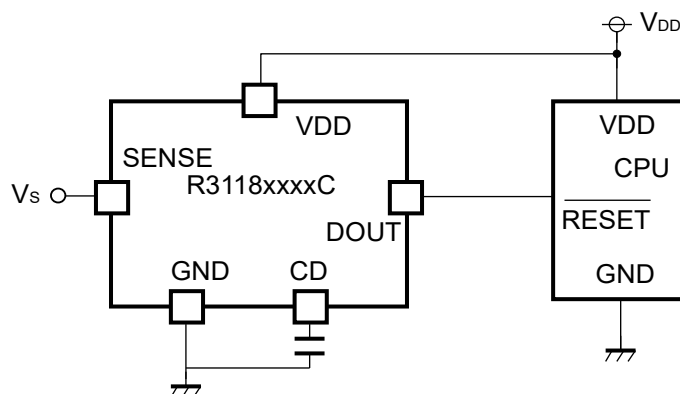 VDD
VDD
VDD
SENSE
CPU
R3118xxxxC
VS
RESET
DOUT
GND
CD
GND